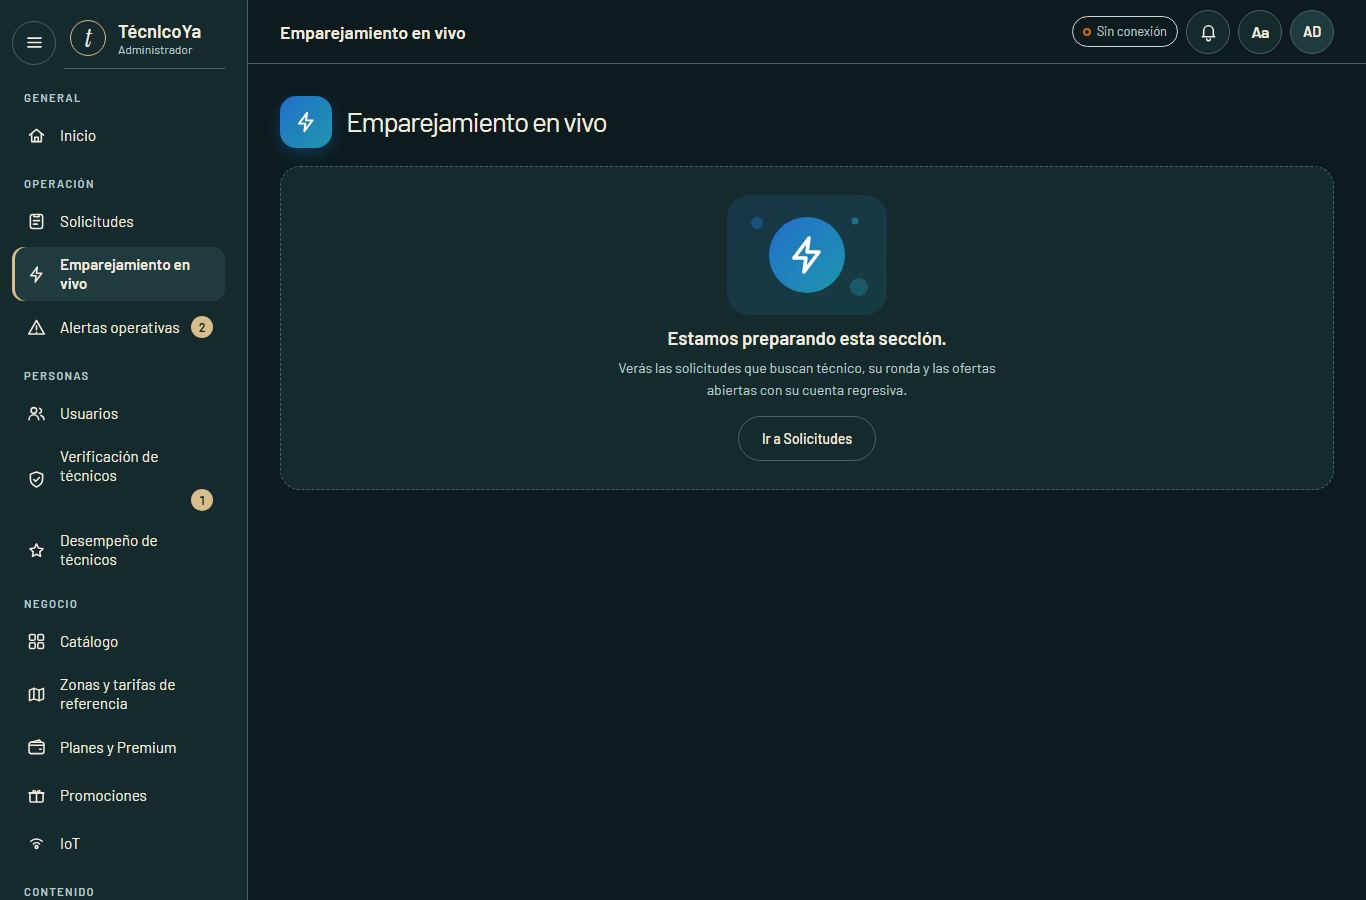 t
TécnicoYa
Administrador
GENERAL
Inicio
OPERACIÓN
Solicitudes
Emparejamiento en
vivo
Alertas operativas 2
PERSONAS
Usuarios
Verificación de
técnicos
1
Desempeño de
técnicos
NEGOCIO
Catálogo
Zonas y tarifas de
referencia
Planes y Premium
Promociones
IoT
CONTENIDO
Emparejamiento en vivo
Sin conexión
Aa
AD
Emparejamiento en vivo
Estamos preparando esta sección.
Verás las solicitudes que buscan técnico, su ronda y las ofertas
abiertas con su cuenta regresiva.
Ir a Solicitudes